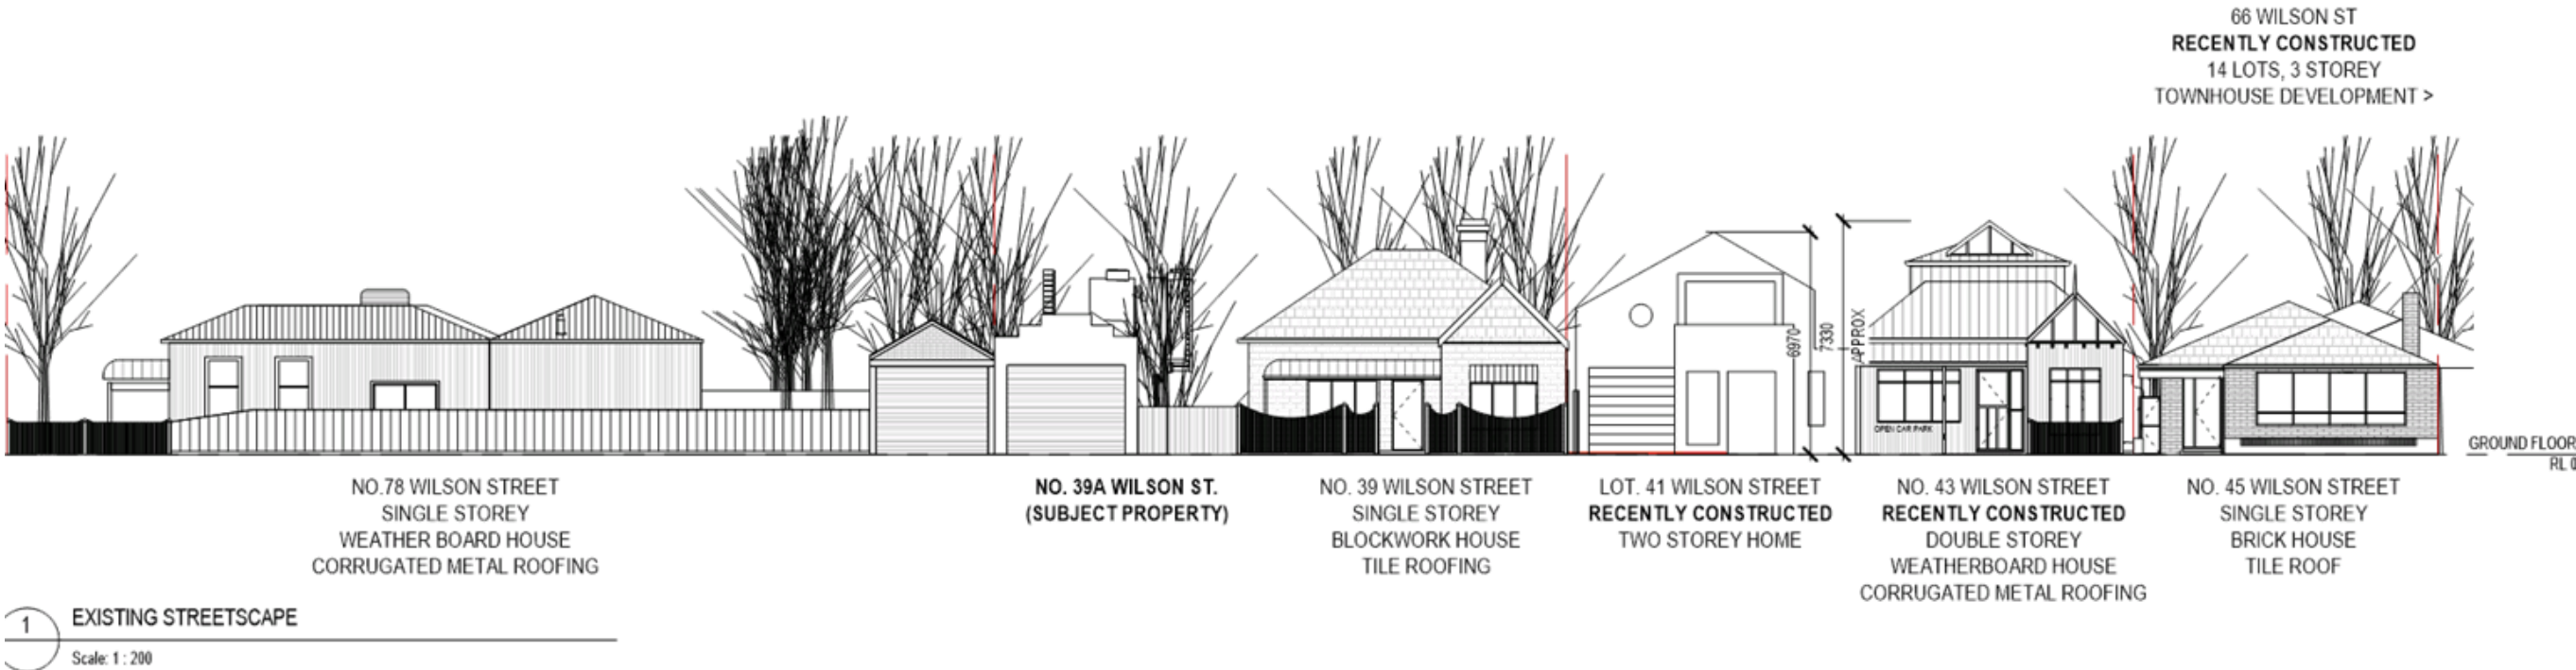 66 WILSON ST
RECENTLY CONSTRUCTED
14 LOTS, 3 STOREY
TOWNHOUSE DEVELOPMENT >
6970
7330
APPROX
OPEN CAR PARK
GROUND FLOOR
RL 0
NO.78 WILSON STREET
SINGLE STOREY
WEATHER BOARD HOUSE
CORRUGATED METAL ROOFING
NO. 39A WILSON ST.
(SUBJECT PROPERTY)
NO. 39 WILSON STREET
SINGLE STOREY
BLOCKWORK HOUSE
TILE ROOFING
LOT. 41 WILSON STREET
RECENTLY CONSTRUCTED
TWO STOREY HOME
NO. 43 WILSON STREET
RECENTLY CONSTRUCTED
DOUBLE STOREY
WEATHERBOARD HOUSE
CORRUGATED METAL ROOFING
NO. 45 WILSON STREET
SINGLE STOREY
BRICK HOUSE
TILE ROOF
1
EXISTING STREETSCAPE
Scale: 1 : 200